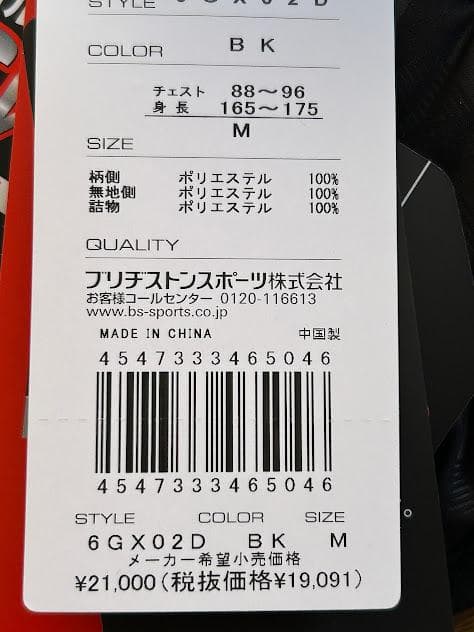 STYLE 6GX02D
COLOR BK
チェスト 88～96
身長 165～175
M
SIZE
柄側 ポリエステル 100%
無地側 ポリエステル 100%
詰物 ポリエステル 100%
QUALITY
ブリヂストンスポーツ株式会社
お客様コールセンター 0120-116613
www.bs-sports.co.jp
MADE IN CHINA 中国製
4547333465046
4547333465046
STYLE COLOR SIZE
6GX02D BK M
メーカー希望小売価格
¥21,000(税抜価格¥19,091)